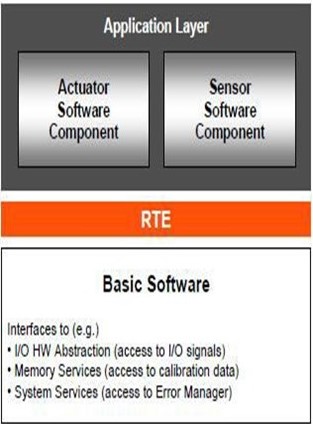 Application Layer
Actuator Sensor
Software Software
Component Component
RTE
Basic Software
Interfaces to (e.g.)
• I/O HW Abstraction (access to I/O signals)
• Memory Services (access to calibration data)
• System Services (access to Error Manager)